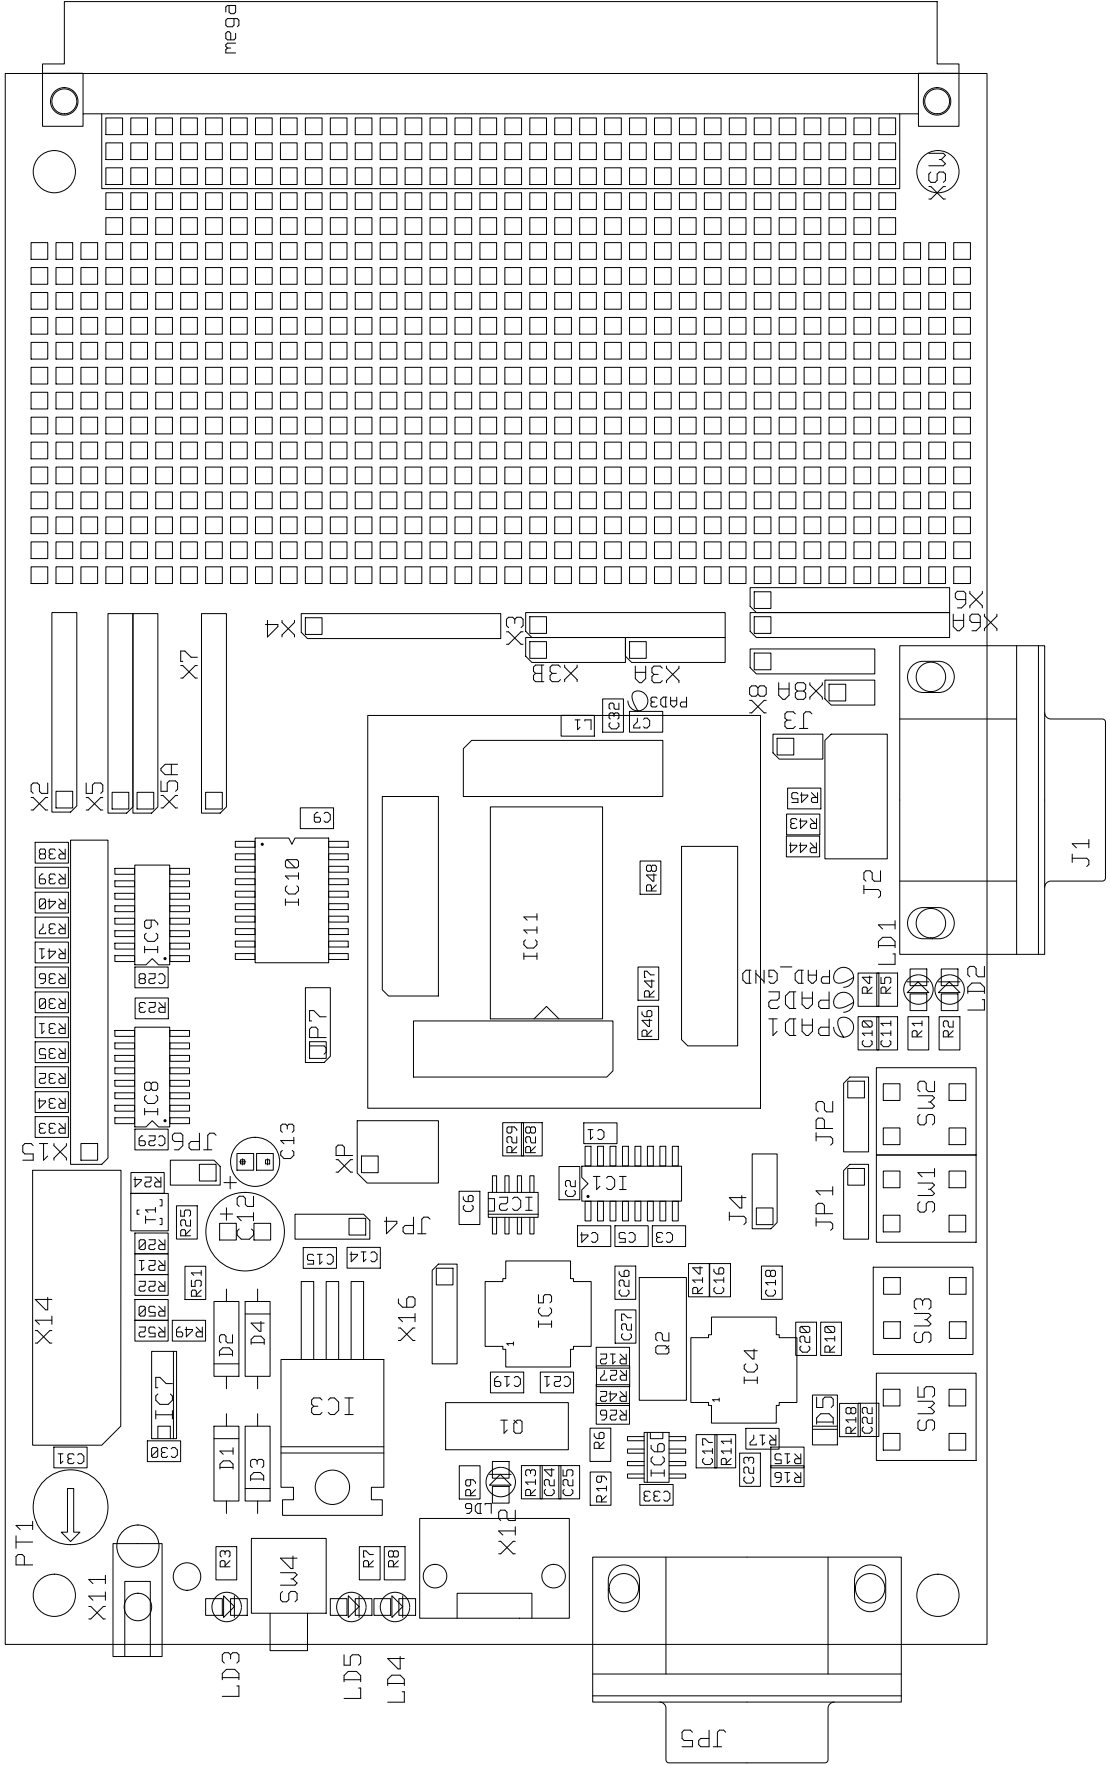 mega
XSW
X6
X6A
X4
X3
X3B
X3A
X7
X8
X8A
PAD3
C32
C7
L1
J3
X2
X5
X5A
R45
R43
R44
C9
R38
R39
R40
R37
R41
R36
R30
R31
R35
R32
R34
R33
IC9
IC10
IC11
R48
J2
J1
LD1
C28
R23
R47
R46
PAD_GND
PAD2
PAD1
R4
R5
LD2
C10
C11
R1
R2
JP7
IC8
C29
X15
JP6
C13
XP
R29
R28
C1
JP2
SW2
R24
T1
R25
C12
+
+
C6
IC2
C2
IC1
J4
JP1
SW1
R20
R21
R22
R50
R52
R49
R51
JP4
C15
C14
C4
C5
C3
X14
D2
D4
X16
IC5
1
C26
C27
R14
C16
C18
Q2
SW3
IC7
IC3
C19
C21
R12
R27
R42
R26
IC4
1
C20
R10
C31
C30
D1
D3
Q1
R6
IC6
C17
R11
R17
D5
R18
C22
SW5
PT1
R9
LD6
R13
C24
C25
R19
C33
C23
R15
R16
X12
X11
R3
SW4
R7
R8
LD3
LD5
LD4
JP5